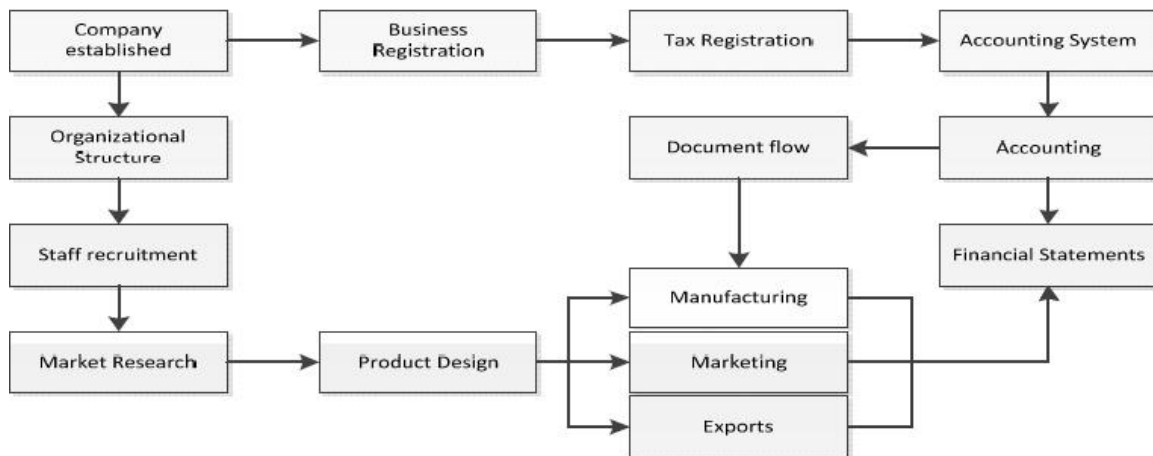 Company
established
Business
Registration
Tax Registration
Accounting System
Organizational
Structure
Document flow
Accounting
Staff recruitment
Financial Statements
Manufacturing
Market Research
Product Design
Marketing
Exports